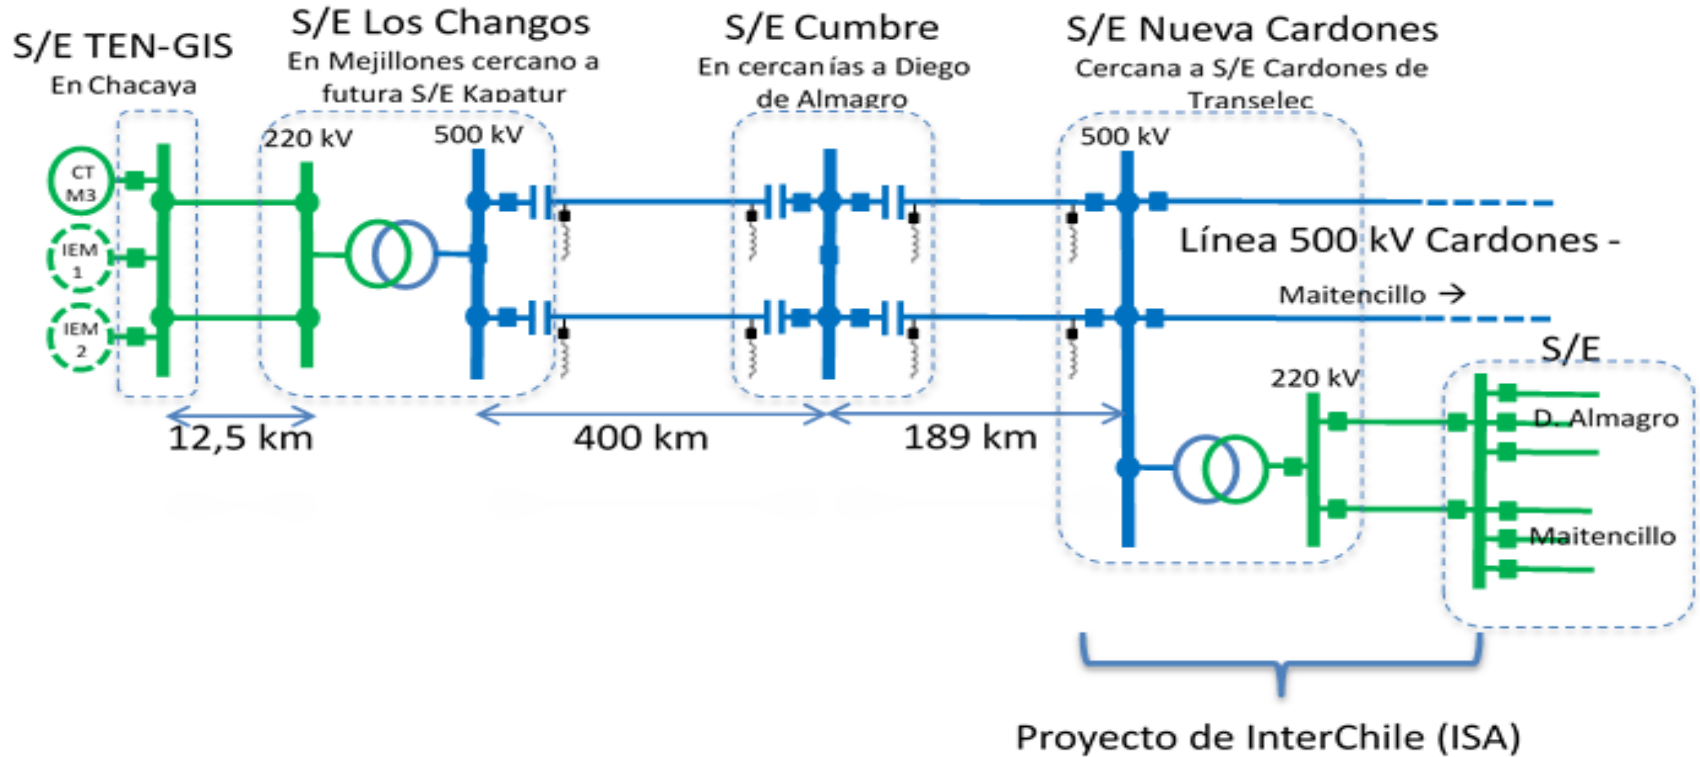 S/E TEN-GIS
En Chacaya
S/E Los Changos
En Mejillones cercano a
futura S/E Kapatur
S/E Cumbre
En cercanías a Diego
de Almagro
S/E Nueva Cardones
Cercana a S/E Cardones de
Transelec
220 kV
500 kV
500 kV
CT
M3
IEM
1
IEM
2
Línea 500 kV Cardones -
Maitencillo →
S/E
220 kV
D. Almagro
Maitencillo
12,5 km
400 km
189 km
Proyecto de InterChile (ISA)